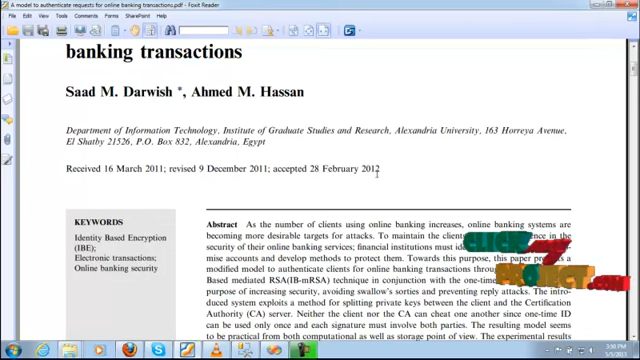 A model to authenticate requests for online banking transactions.pdf - Foxit Reader
File Edit View Comments Forms SharePoint Help
banking transactions
Saad M. Darwish *, Ahmed M. Hassan
Department of Information Technology, Institute of Graduate Studies and Research, Alexandria University, 163 Horreya Avenue,
El Shatby 21526, P.O. Box 832, Alexandria, Egypt
Received 16 March 2011; revised 9 December 2011; accepted 28 February 2012
KEYWORDS
Identity Based Encryption
(IBE);
Electronic transactions;
Online banking security
Abstract As the number of clients using online banking increases, online banking systems are
becoming more desirable targets for attacks. To maintain the clients in the
security of their online banking services; financial institutions must
mise accounts and develop methods to protect them. Towards this purpose, this paper
modified model to authenticate clients for online banking transactions
Based mediated RSA(IB-mRSA) technique in conjunction with the one-time
purpose of increasing security, avoiding swallow's sorties and preventing replay attacks. The intro-
duced system exploits a method for splitting private keys between the client and the Certification
Authority (CA) server. Neither the client nor the CA can cheat one another since one-time ID
can be used only once and each signature must involve both parties. The resulting model seems
to be practical from both computational as well as storage point of view. The experimental results
CLICK MY PROJECT.COM
3:50 PM
5/5/2015